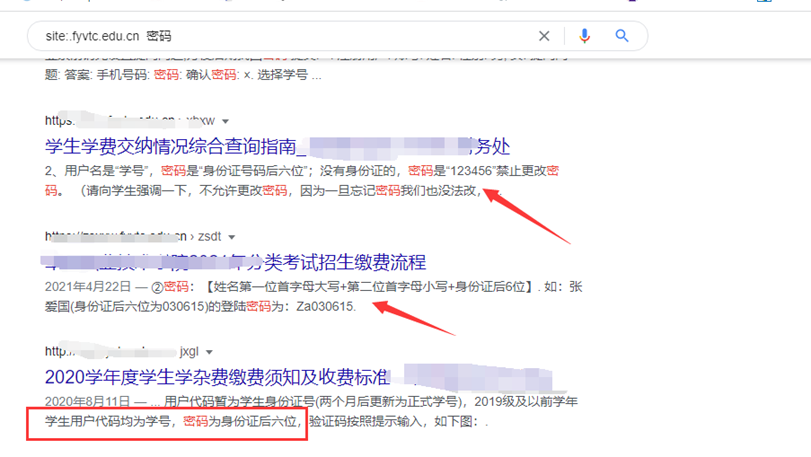 site:.fyvtc.edu.cn 密码
题: 答案: 手机号码: 密码: 确认密码: ×. 选择学号 ...
https: xbxw
学生学费交纳情况综合查询指南_ 务处
2、用户名是“学号”，密码是“身份证号码后六位”；没有身份证的，密码是“123456”禁止更改密
码。 （请向学生强调一下，不允许更改密码，因为一旦忘记密码我们也没法改，
› zsdt
年分类考试招生缴费流程
2021年4月22日 — ②密码：【姓名第一位首字母大写+第二位首字母小写+身份证后6位】. 如：张
爱国(身份证后六位为030615)的登陆密码为：Za030615.
http:/ jxgl
2020学年度学生学杂费缴费须知及收费标准
2020年8月11日 — ... 用户代码暂为学生身份证号(两个月后更新为正式学号)，2019级及以前学年
学生用户代码均为学号，密码为身份证后六位，验证码按照提示输入，如下图：.